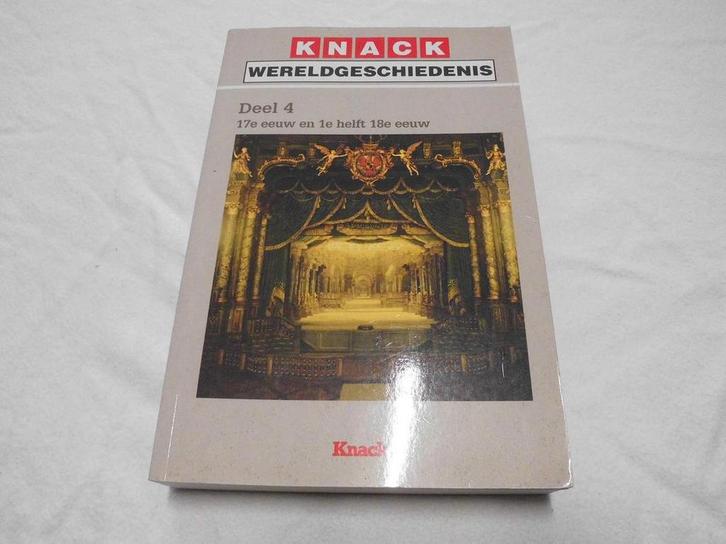 KNACK
WERELDGESCHIEDENIS
Deel 4
17e eeuw en 1e helft 18e eeuw
Knack